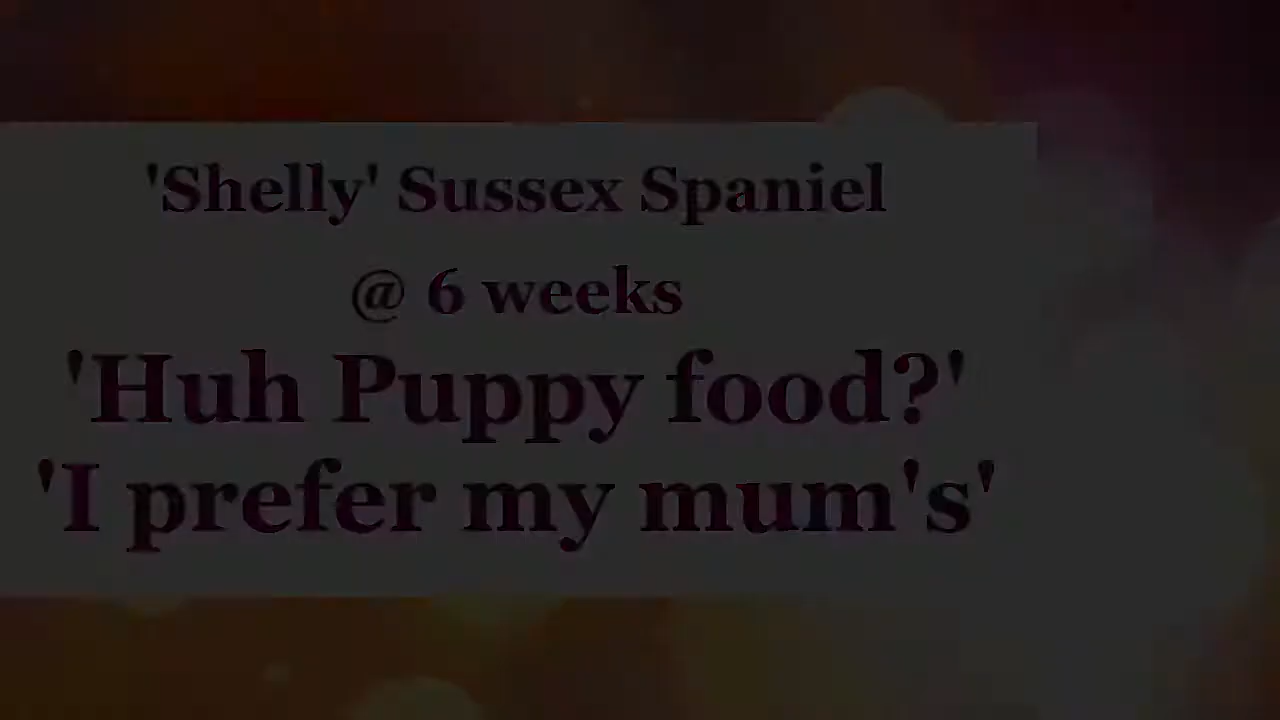 'Shelly' Sussex Spaniel
@ 6 weeks
'Huh Puppy food?'
'I prefer my mum's'